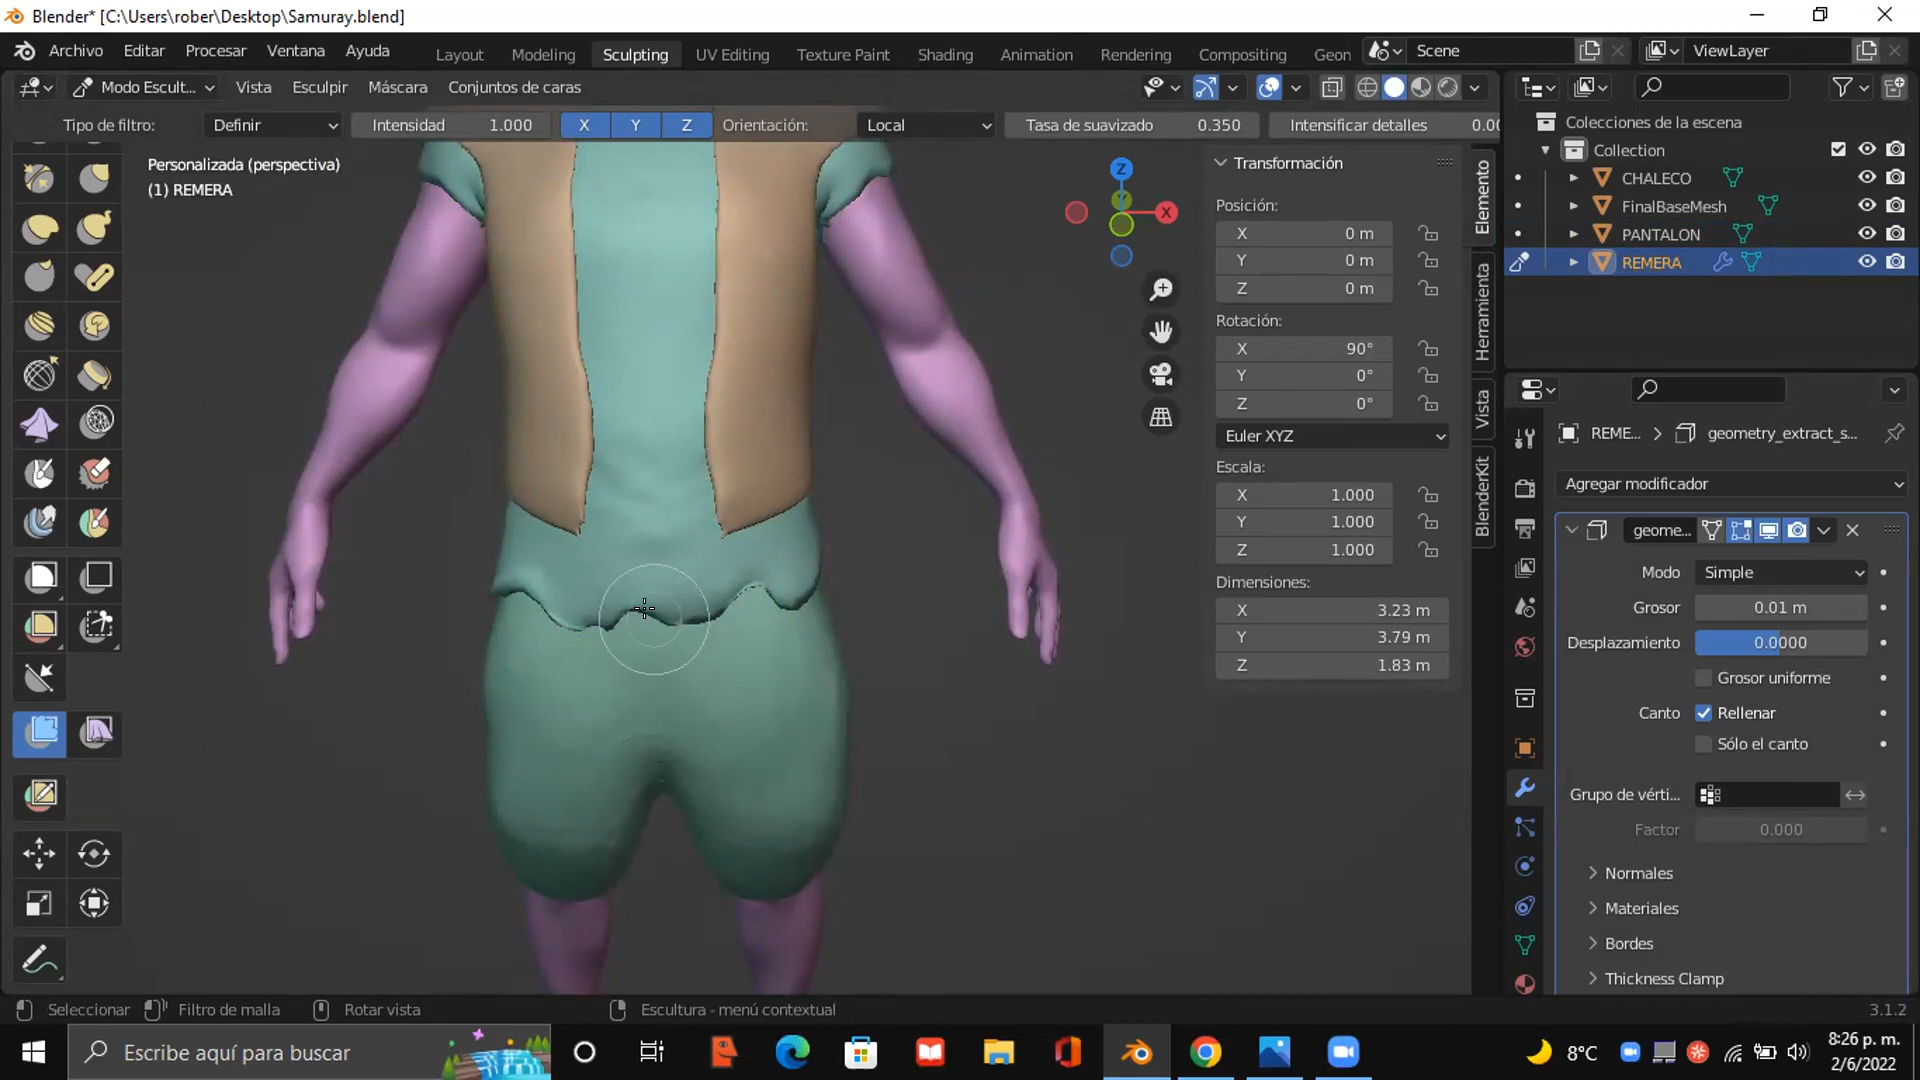 Blender* [C:\Users\rober\Desktop\Samuray.blend]
Archivo Editar Procesar Ventana Ayuda Layout Modeling Sculpting UV Editing Texture Paint Shading Animation Rendering Compositing Geon Scene ViewLayer
Modo Escult... Vista Esculpir Máscara Conjuntos de caras
Tipo de filtro: Definir Intensidad 1.000 X Y Z Orientación: Local Tasa de suavizado 0.350 Intensificar detalles 0.00
Personalizada (perspectiva)
(1) REMERA
Z
X
Transformación
Posición:
X 0 m
Y 0 m
Z 0 m
Rotación:
X 90°
Y 0°
Z 0°
Euler XYZ
Escala:
X 1.000
Y 1.000
Z 1.000
Dimensiones:
X 3.23 m
Y 3.79 m
Z 1.83 m
Elemento
Herramienta
Vista
BlenderKit
Colecciones de la escena
Collection
CHALECO
FinalBaseMesh
PANTALON
REMERA
REME... geometry_extract_s...
Agregar modificador
geome...
Modo Simple
Grosor 0.01 m
Desplazamiento 0.0000
Grosor uniforme
Canto Rellenar
Sólo el canto
Grupo de vérti...
Factor 0.000
Normales
Materiales
Bordes
Thickness Clamp
Seleccionar Filtro de malla Rotar vista Escultura - menú contextual 3.1.2
Escribe aquí para buscar
8°C
8:26 p. m.
2/6/2022